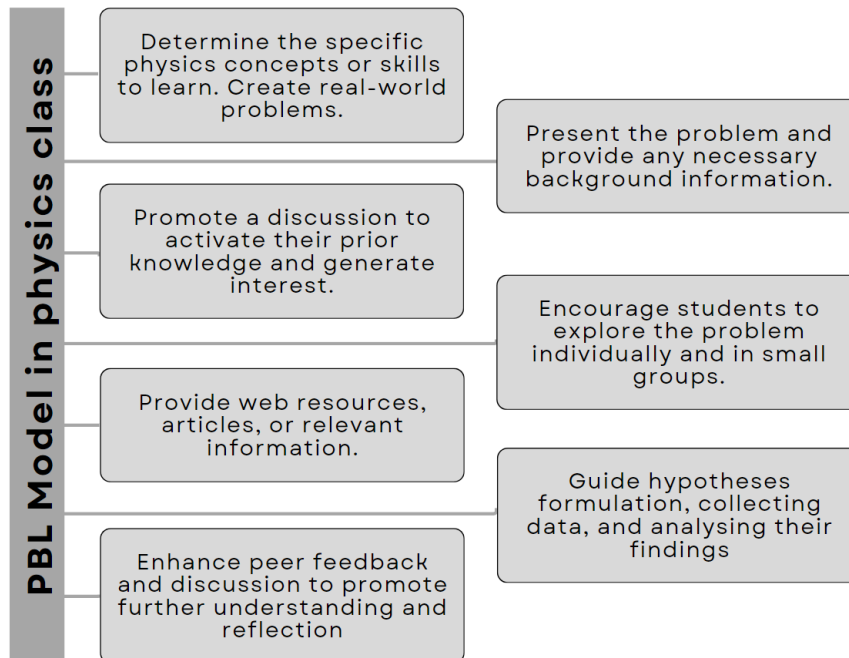 PBL Model in physics class
Determine the specific
physics concepts or skills
to learn. Create real-world
problems.
Present the problem and
provide any necessary
background information.
Promote a discussion to
activate their prior
knowledge and generate
interest.
Encourage students to
explore the problem
individually and in small
groups.
Provide web resources,
articles, or relevant
information.
Guide hypotheses
formulation, collecting
data, and analysing their
findings
Enhance peer feedback
and discussion to promote
further understanding and
reflection